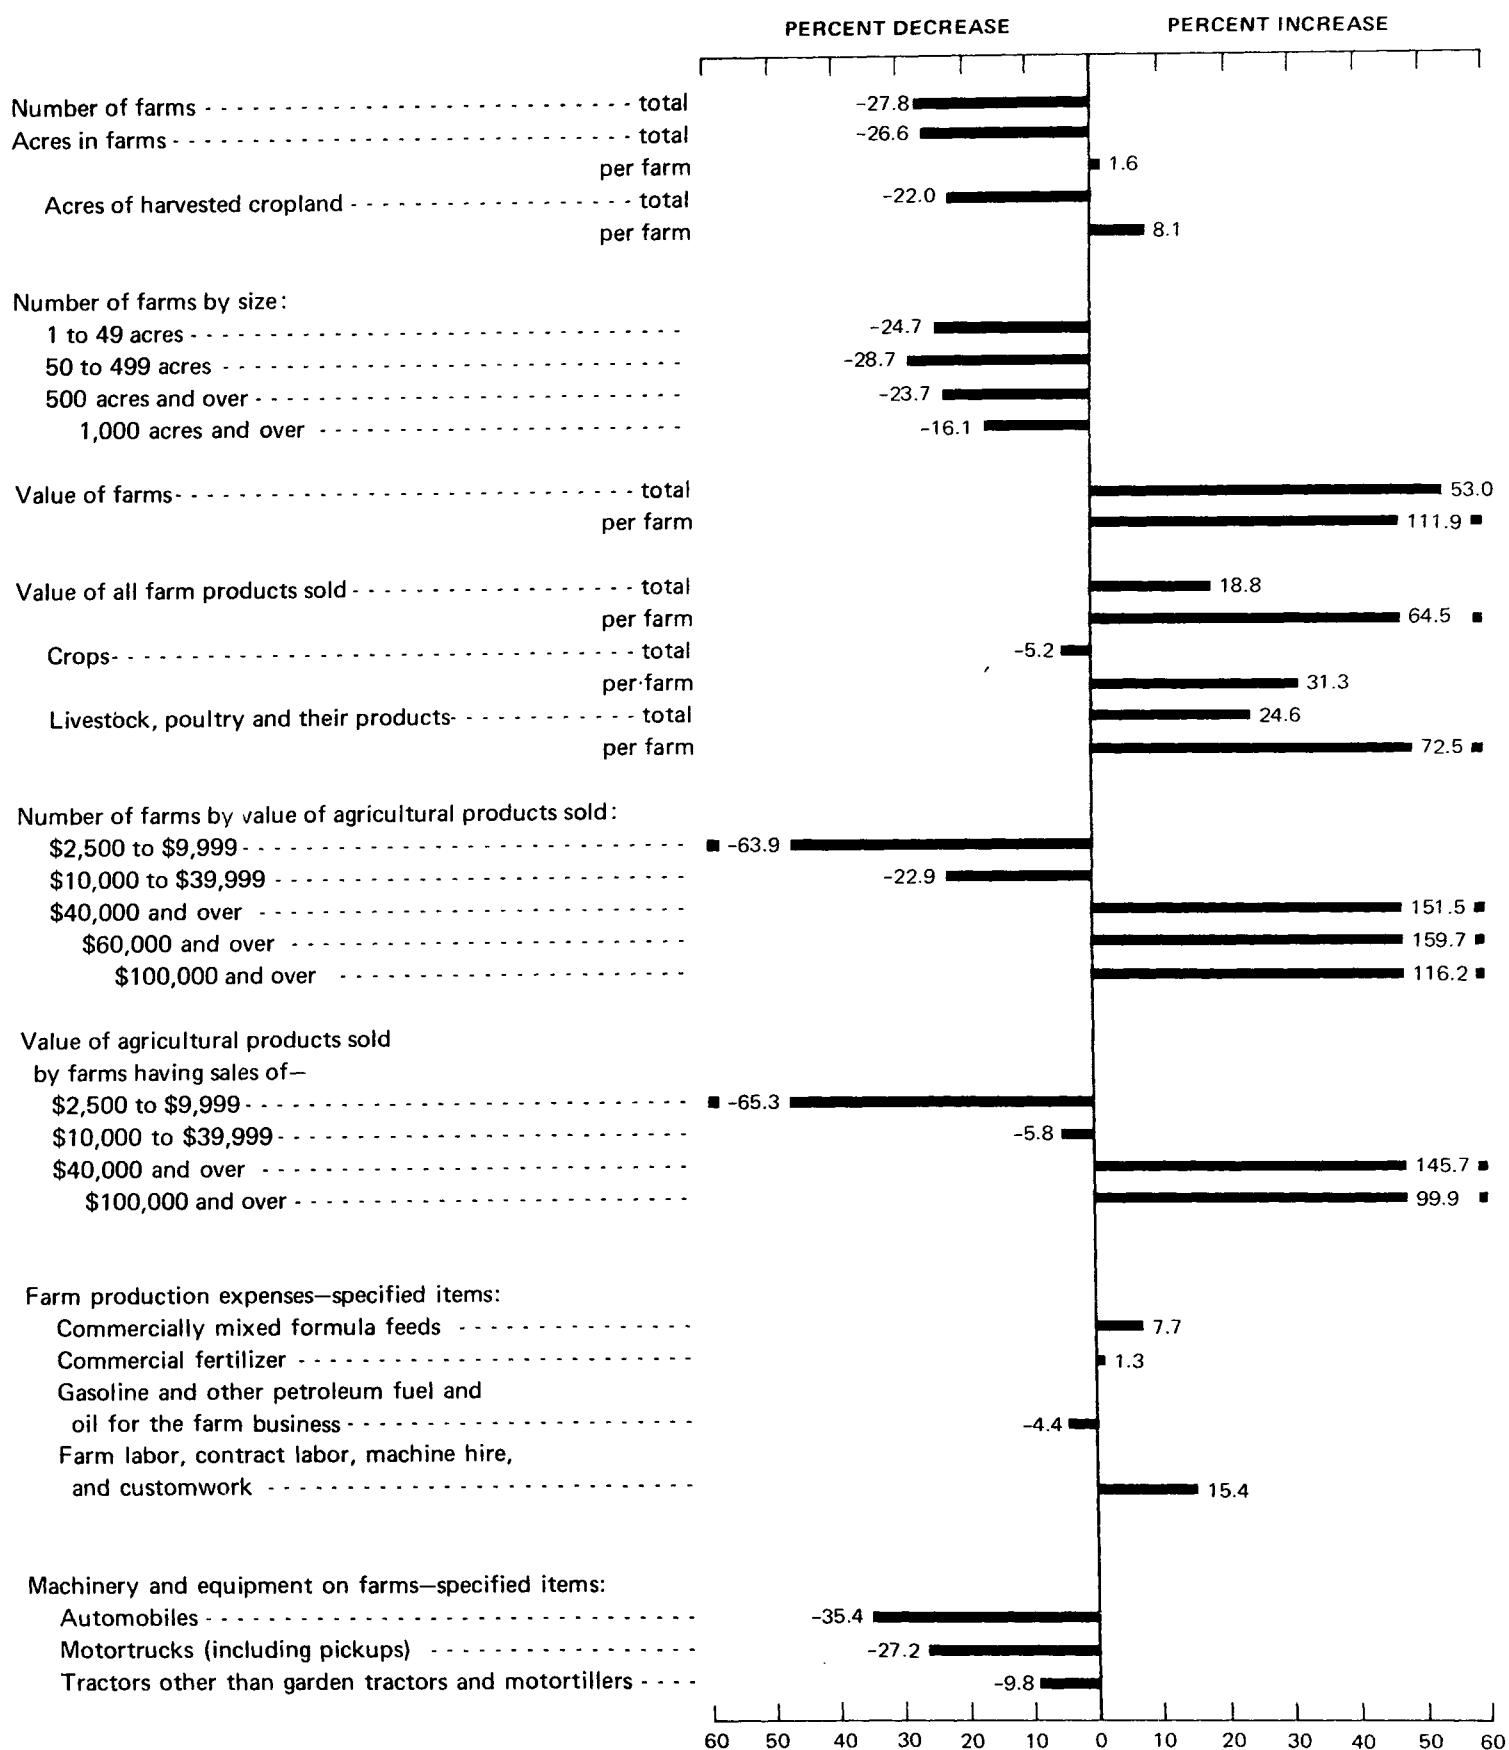 PERCENT DECREASE PERCENT INCREASE
Number of farms - - - - - - - - - - - - - - - - - - - - - - - - - - - total -27.8
Acres in farms - - - - - - - - - - - - - - - - - - - - - - - - - - - - - total -26.6
per farm 1.6
Acres of harvested cropland - - - - - - - - - - - - - - - - - - total -22.0
per farm 8.1
Number of farms by size:
1 to 49 acres - - - - - - - - - - - - - - - - - - - - - - - - - - - - - - - -24.7
50 to 499 acres - - - - - - - - - - - - - - - - - - - - - - - - - - - - - -28.7
500 acres and over - - - - - - - - - - - - - - - - - - - - - - - - - - - -23.7
1,000 acres and over - - - - - - - - - - - - - - - - - - - - - - - -16.1
Value of farms - - - - - - - - - - - - - - - - - - - - - - - - - - - - - total 53.0
per farm 111.9
Value of all farm products sold - - - - - - - - - - - - - - - - - - total 18.8
per farm 64.5
Crops - - - - - - - - - - - - - - - - - - - - - - - - - - - - - - - - - total -5.2
per farm 31.3
Livestock, poultry and their products - - - - - - - - - - - - total 24.6
per farm 72.5
Number of farms by value of agricultural products sold:
$2,500 to $9,999 - - - - - - - - - - - - - - - - - - - - - - - - - - - - -63.9
$10,000 to $39,999 - - - - - - - - - - - - - - - - - - - - - - - - - - -22.9
$40,000 and over - - - - - - - - - - - - - - - - - - - - - - - - - - - 151.5
$60,000 and over - - - - - - - - - - - - - - - - - - - - - - - - - 159.7
$100,000 and over - - - - - - - - - - - - - - - - - - - - - - 116.2
Value of agricultural products sold
by farms having sales of—
$2,500 to $9,999 - - - - - - - - - - - - - - - - - - - - - - - - - - - - -65.3
$10,000 to $39,999 - - - - - - - - - - - - - - - - - - - - - - - - - - -5.8
$40,000 and over - - - - - - - - - - - - - - - - - - - - - - - - - - - 145.7
$100,000 and over - - - - - - - - - - - - - - - - - - - - - - - - - 99.9
Farm production expenses—specified items:
Commercially mixed formula feeds - - - - - - - - - - - - - - - 7.7
Commercial fertilizer - - - - - - - - - - - - - - - - - - - - - - - - - 1.3
Gasoline and other petroleum fuel and
oil for the farm business - - - - - - - - - - - - - - - - - - - - - - -4.4
Farm labor, contract labor, machine hire,
and customwork - - - - - - - - - - - - - - - - - - - - - - - - - - - 15.4
Machinery and equipment on farms—specified items:
Automobiles - - - - - - - - - - - - - - - - - - - - - - - - - - - - - - - -35.4
Motortrucks (including pickups) - - - - - - - - - - - - - - - - - -27.2
Tractors other than garden tractors and motortillers - - - - -9.8
60 50 40 30 20 10 0 10 20 30 40 50 60